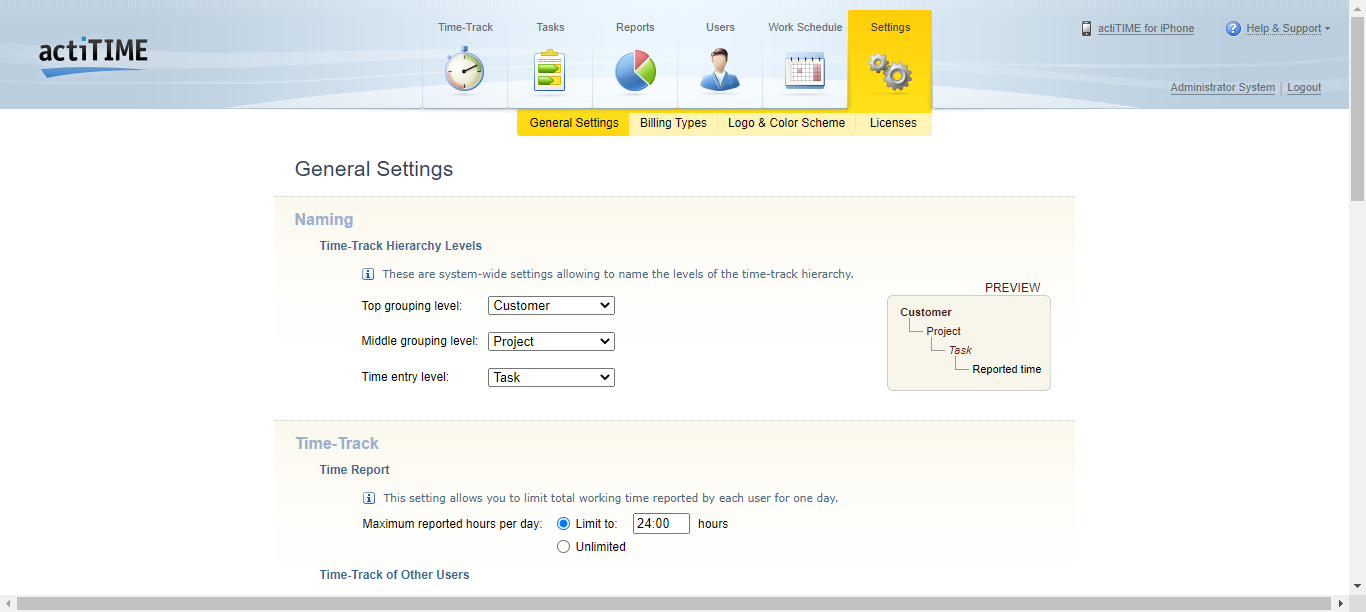 actiTIME
Time-Track Tasks Reports Users Work Schedule Settings
actiTIME for iPhone Help & Support
Administrator System Logout
General Settings Billing Types Logo & Color Scheme Licenses
General Settings
Naming
Time-Track Hierarchy Levels
These are system-wide settings allowing to name the levels of the time-track hierarchy.
Top grouping level: Customer
Middle grouping level: Project
Time entry level: Task
PREVIEW
Customer
Project
Task
Reported time
Time-Track
Time Report
This setting allows you to limit total working time reported by each user for one day.
Maximum reported hours per day: Limit to: 24:00 hours
Unlimited
Time-Track of Other Users